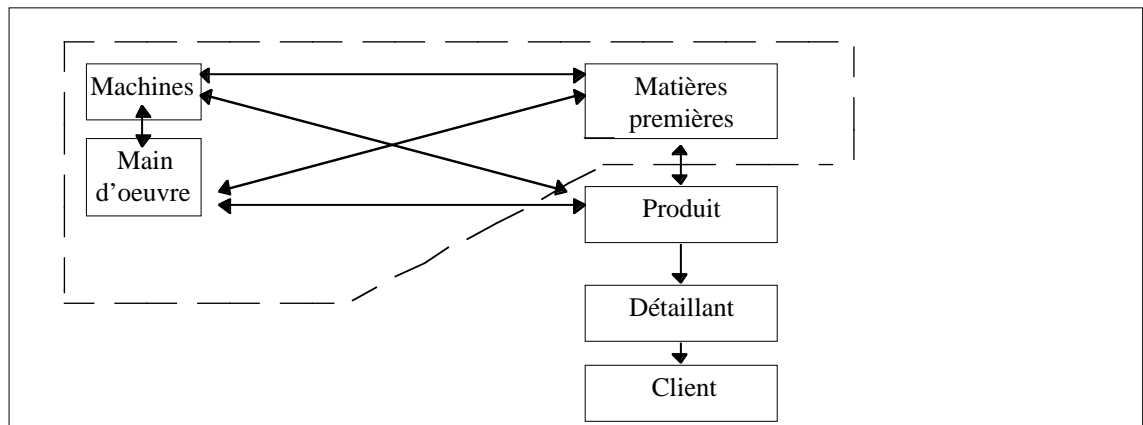 Machines
Matières
premières
Main
d'oeuvre
Produit
Détaillant
Client